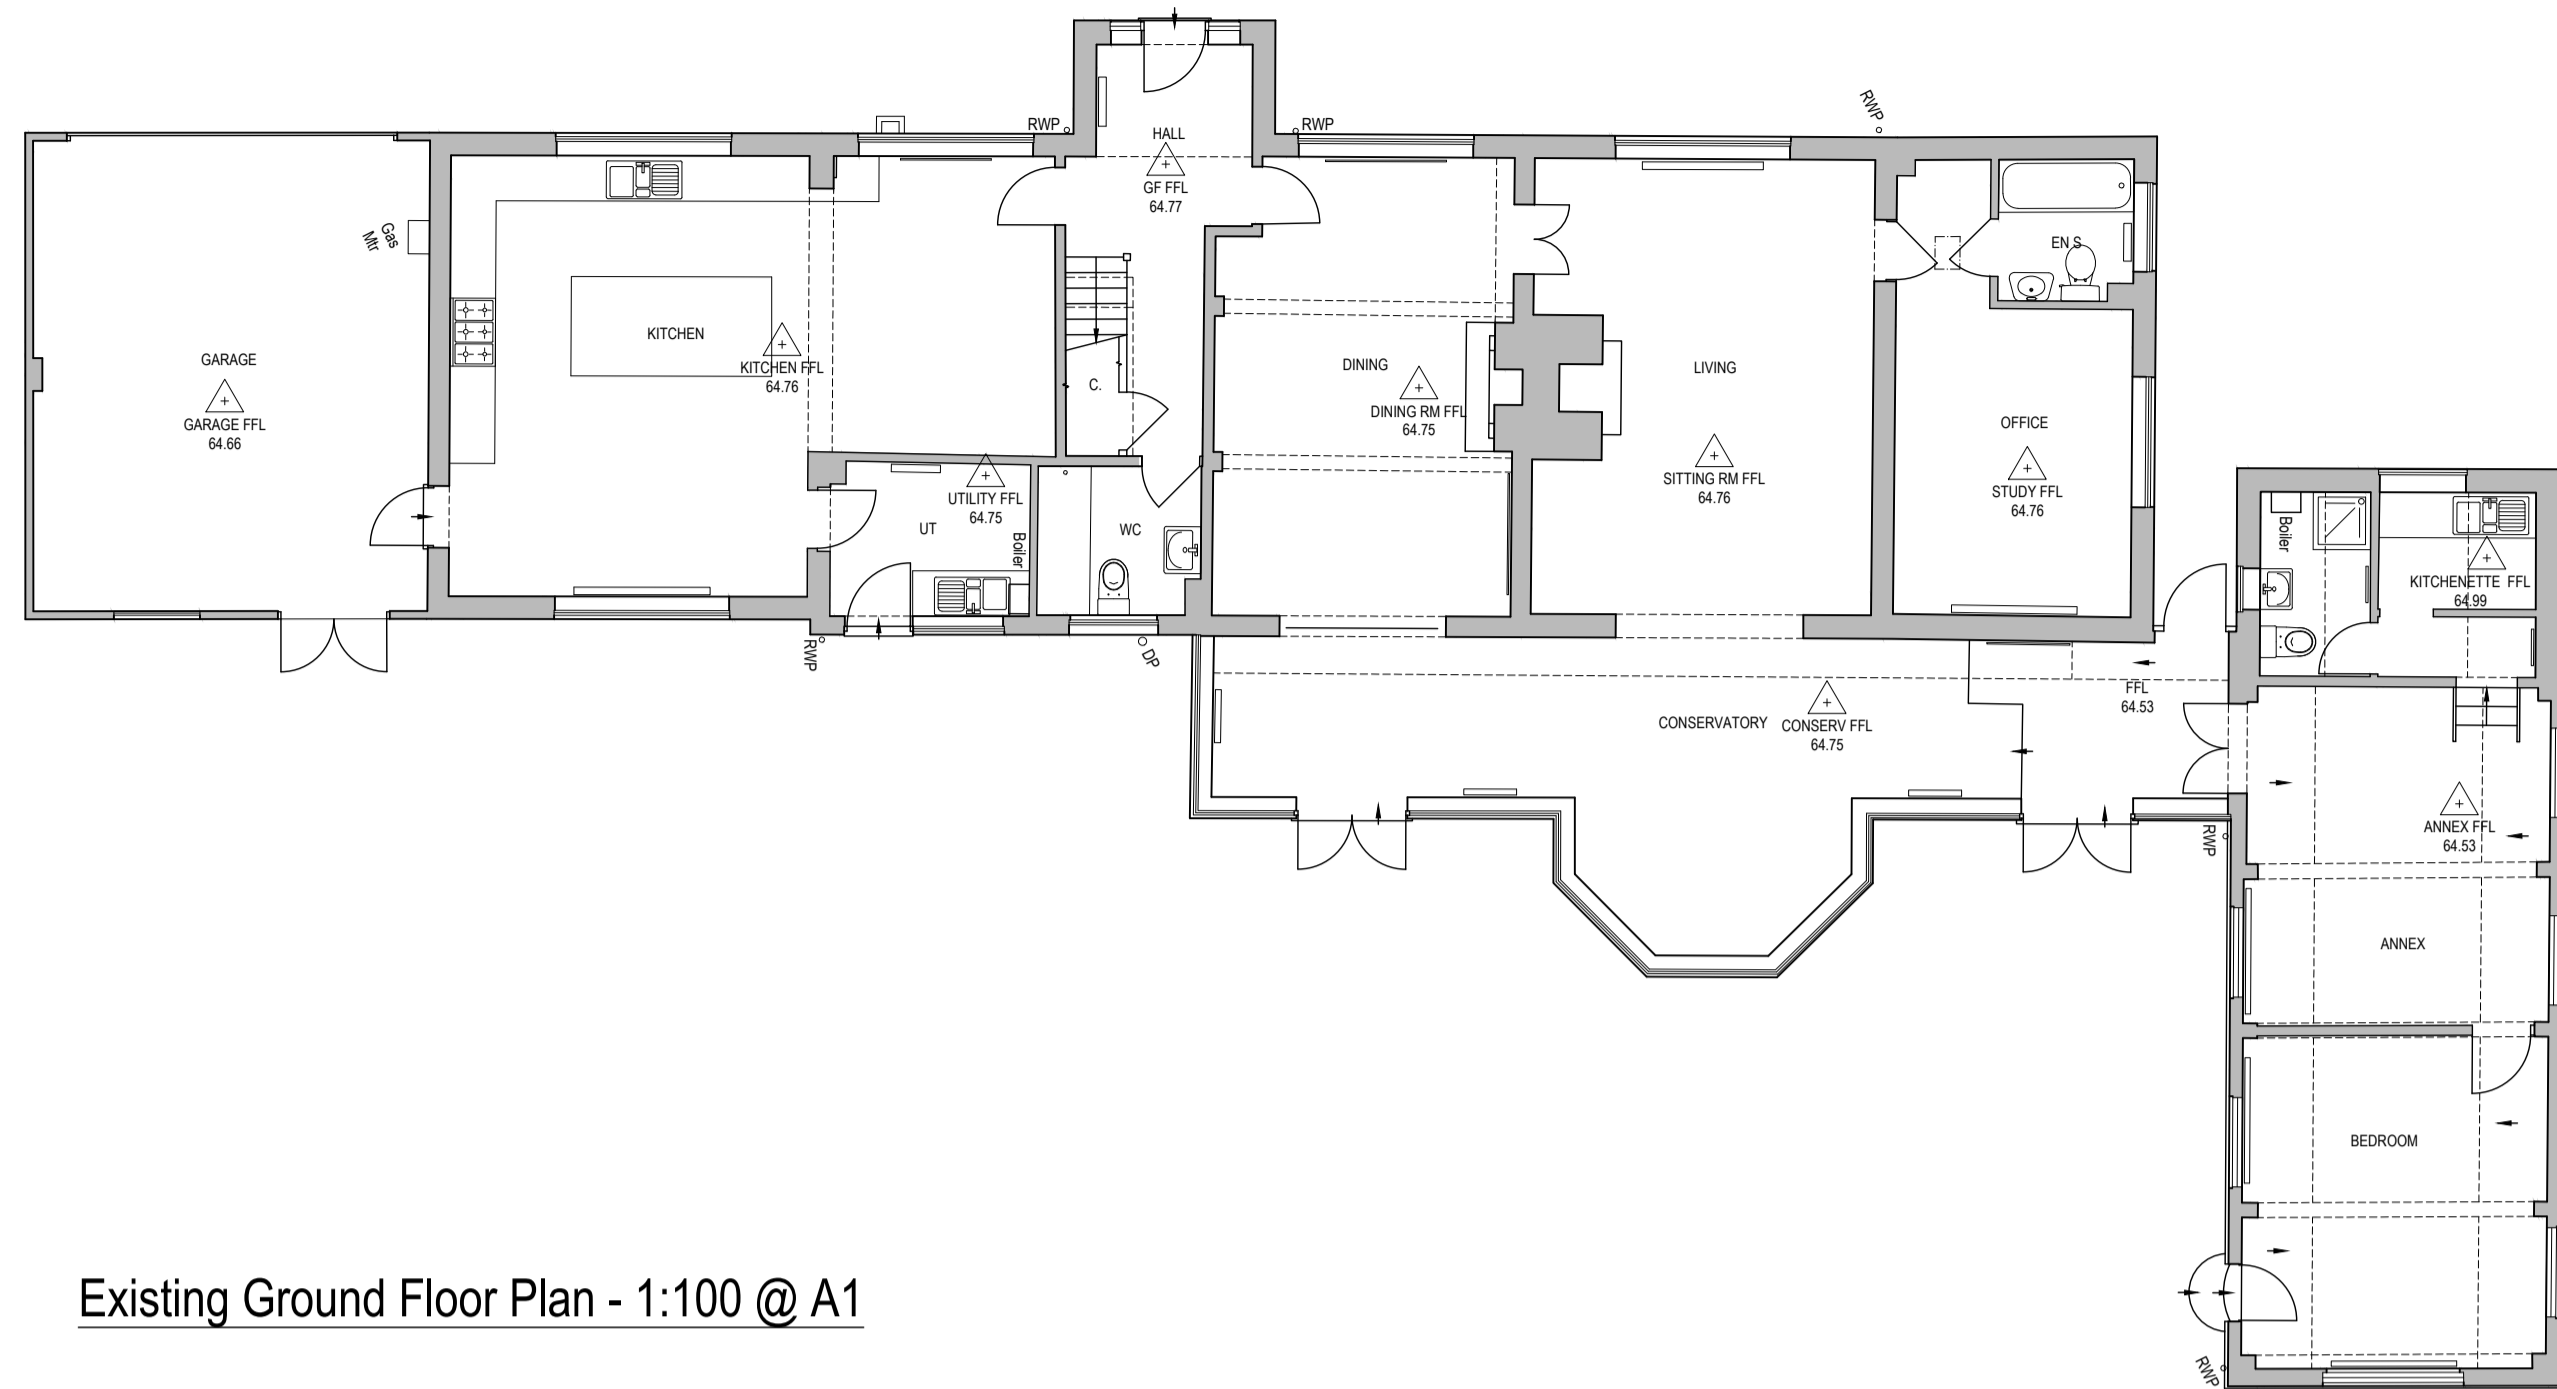 RWP
HALL
GF FFL
64.77
RWP
RWP
Gas
Mtr
GARAGE
GARAGE FFL
64.66
KITCHEN
KITCHEN FFL
64.76
C.
DINING
DINING RM FFL
64.75
LIVING
SITTING RM FFL
64.76
EN S
OFFICE
STUDY FFL
64.76
UTILITY FFL
64.75
UT
Boiler
WC
Boiler
KITCHENETTE FFL
64.99
RWP
DP
CONSERVATORY
CONSERV FFL
64.75
FFL
64.53
RWP
ANNEX FFL
64.53
ANNEX
BEDROOM
RWP
Existing Ground Floor Plan - 1:100 @ A1